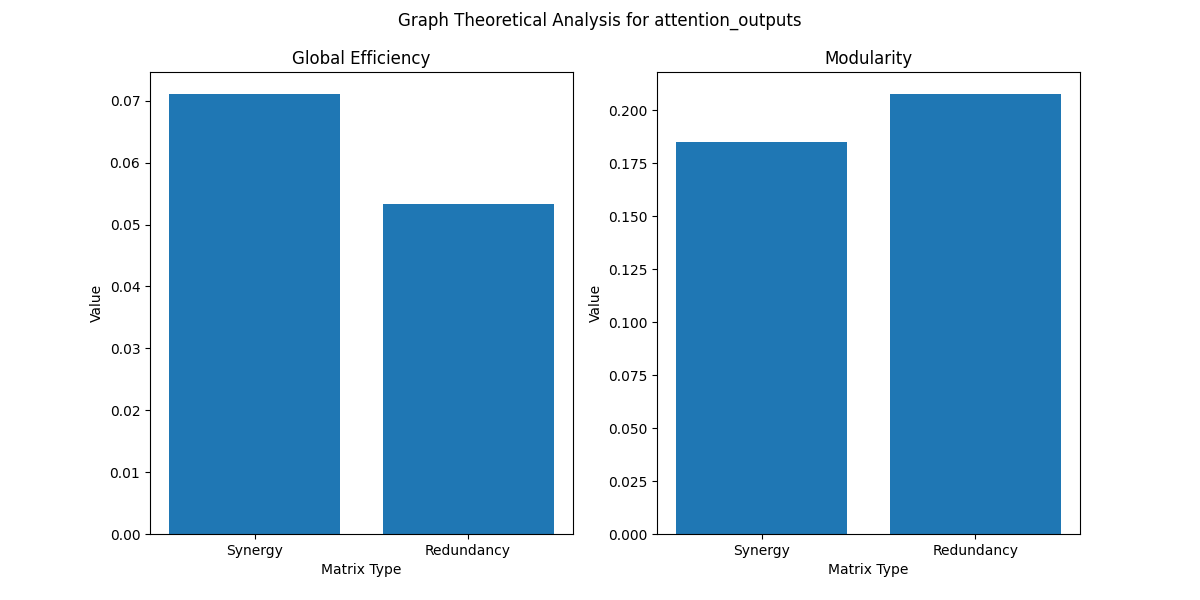 Graph Theoretical Analysis for attention_outputs
Global Efficiency
0.07
0.06
0.05
0.04
0.03
0.02
0.01
0.00
Value
Synergy Redundancy
Matrix Type
Modularity
0.200
0.175
0.150
0.125
0.100
0.075
0.050
0.025
0.000
Value
Synergy Redundancy
Matrix Type